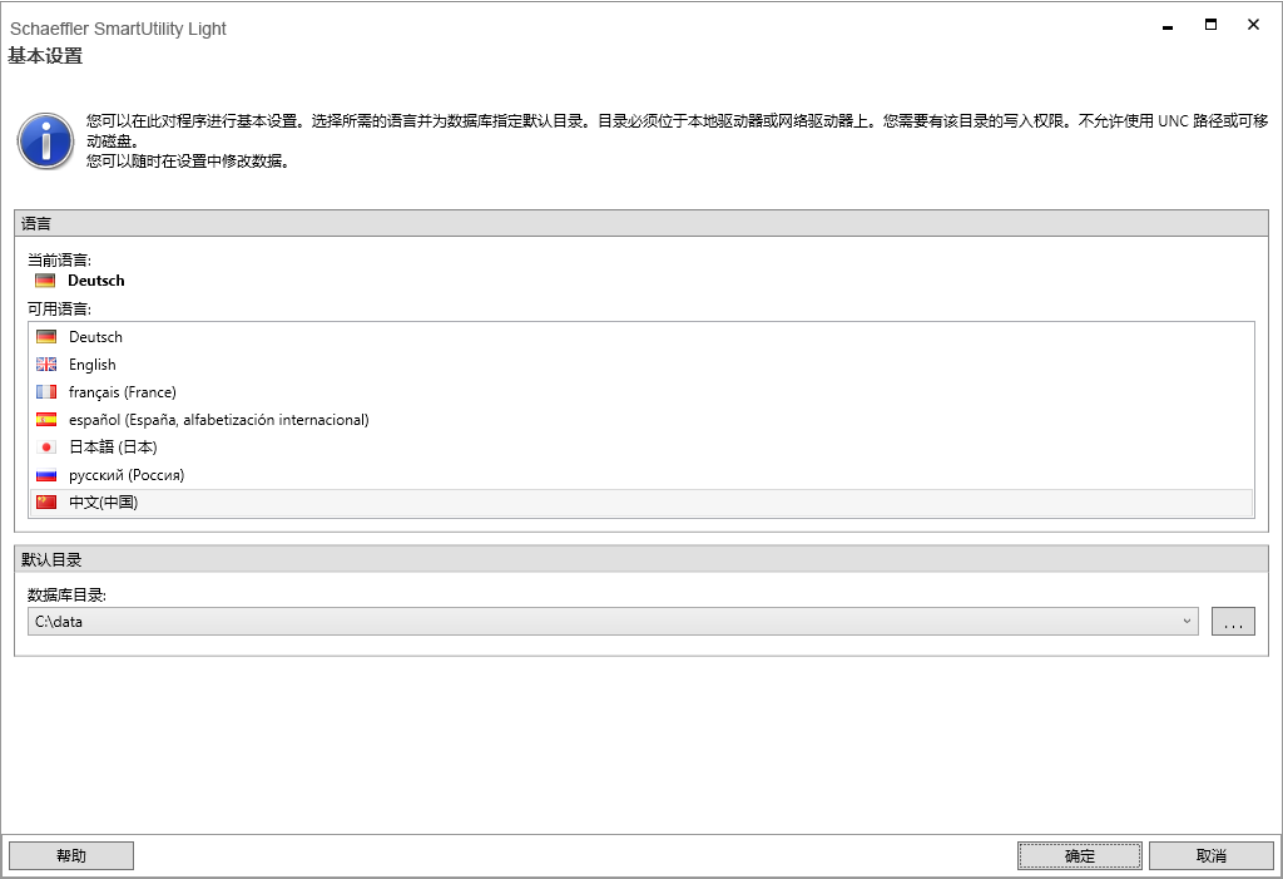 Schaeffler SmartUtility Light
基本设置
您可以在此对程序进行基本设置。选择所需的语言并为数据库指定默认目录。目录必须位于本地驱动器或网络驱动器上。您需要有该目录的写入权限。不允许使用 UNC 路径或可移
动磁盘。
您可以随时在设置中修改数据。
语言
当前语言:
Deutsch
可用语言:
Deutsch
English
français (France)
español (España, alfabetización internacional)
日本語 (日本)
русский (Россия)
中文(中国)
默认目录
数据库目录:
C:\data
...
帮助
确定
取消